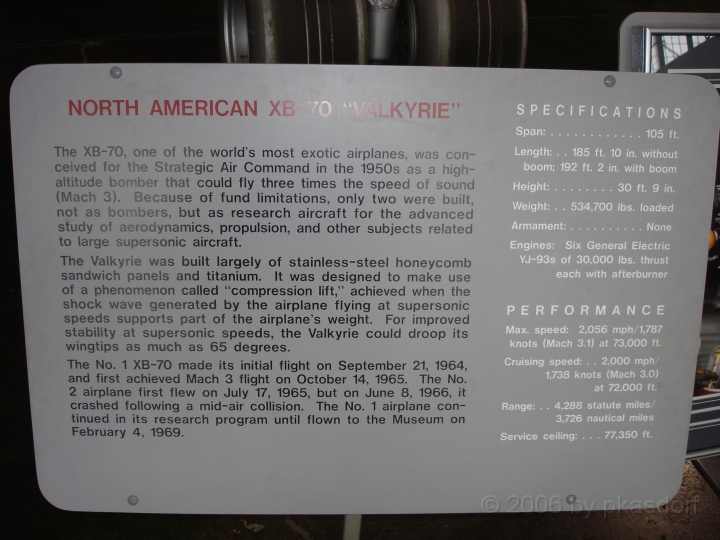 NORTH AMERICAN XB-70 "VALKYRIE"
The XB-70, one of the world's most exotic airplanes, was con-
ceived for the Strategic Air Command in the 1950s as a high-
altitude bomber that could fly three times the speed of sound
(Mach 3). Because of fund limitations, only two were built,
not as bombers, but as research aircraft for the advanced
study of aerodynamics, propulsion, and other subjects related
to large supersonic aircraft.
The Valkyrie was built largely of stainless-steel honeycomb
sandwich panels and titanium. It was designed to make use
of a phenomenon called "compression lift," achieved when the
shock wave generated by the airplane flying at supersonic
speeds supports part of the airplane's weight. For improved
stability at supersonic speeds, the Valkyrie could droop its
wingtips as much as 65 degrees.
The No. 1 XB-70 made its initial flight on September 21, 1964,
and first achieved Mach 3 flight on October 14, 1965. The No.
2 airplane first flew on July 17, 1965, but on June 8, 1966, it
crashed following a mid-air collision. The No. 1 airplane con-
tinued in its research program until flown to the Museum on
February 4, 1969.
SPECIFICATIONS
Span: . . . . . . . . . . . 105 ft.
Length: . . 185 ft. 10 in. without
boom; 192 ft. 2 in. with boom
Height: . . . . . . . . 30 ft. 9 in.
Weight: . . 534,700 lbs. loaded
Armament: . . . . . . . . . . None
Engines: Six General Electric
YJ-93s of 30,000 lbs. thrust
each with afterburner
PERFORMANCE
Max. speed: 2,056 mph/1,787
knots (Mach 3.1) at 73,000 ft.
Cruising speed: . . 2,000 mph/
1,738 knots (Mach 3.0)
at 72,000 ft.
Range: . . 4,288 statute miles/
3,726 nautical miles
Service ceiling: . . . 77,350 ft.
© 2006 by pkasdorf